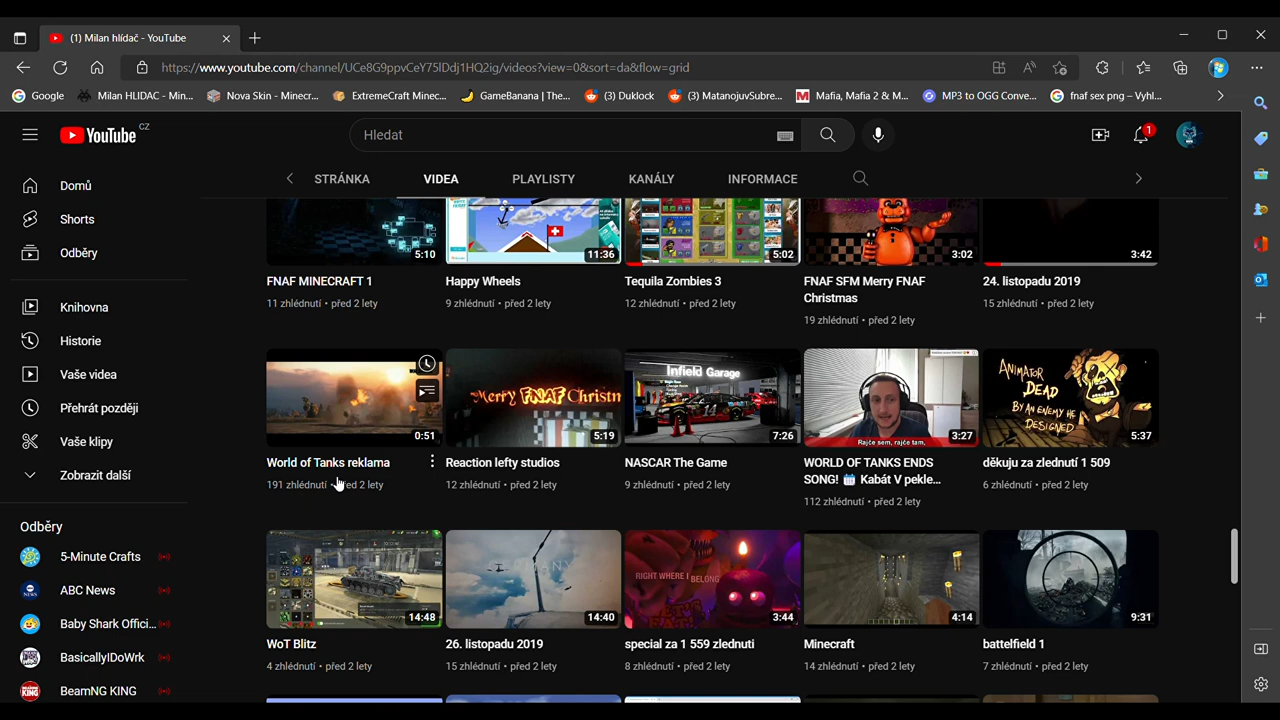 (1) Milan hlídač - YouTube
https://www.youtube.com/channel/UCe8G9ppvCeY75lDdj1HQ2ig/videos?view=0&sort=da&flow=grid
Google
Milan HLIDAC - Min...
Nova Skin - Minecr...
ExtremeCraft Minec...
GameBanana | The...
(3) Duklock
(3) MatanojuvSubre...
Mafia, Mafia 2 & M...
MP3 to OGG Conve...
fnaf sex png – Vyhl...
YouTube CZ
Hledat
1
STRÁNKA VIDEA PLAYLISTY KANÁLY INFORMACE
Domů
Shorts
Odběry
Knihovna
Historie
Vaše videa
Přehrát později
Vaše klipy
Zobrazit další
Odběry
5-Minute Crafts
ABC News
Baby Shark Offici...
BasicallyIDoWrk
BeamNG KING
5:10
FNAF MINECRAFT 1
11 zhlédnutí • před 2 lety
11:36
Happy Wheels
9 zhlédnutí • před 2 lety
5:02
Tequila Zombies 3
12 zhlédnutí • před 2 lety
3:02
FNAF SFM Merry FNAF
Christmas
19 zhlédnutí • před 2 lety
3:42
24. listopadu 2019
15 zhlédnutí • před 2 lety
0:51
World of Tanks reklama
191 zhlédnutí • před 2 lety
Merry FNAF Christm
5:19
Reaction lefty studios
12 zhlédnutí • před 2 lety
Infield Garage
14
7:26
NASCAR The Game
9 zhlédnutí • před 2 lety
Rajče sem, rajče tam,
3:27
WORLD OF TANKS ENDS
SONG! 🗓️ Kabát V pekle...
112 zhlédnutí • před 2 lety
ANIMATOR
DEAD
BY AN ENEMY HE
DESIGNED
5:37
děkuju za zlednutí 1 509
6 zhlédnutí • před 2 lety
14:48
WoT Blitz
4 zhlédnutí • před 2 lety
14:40
26. listopadu 2019
15 zhlédnutí • před 2 lety
RIGHT WHERE I BELONG
3:44
special za 1 559 zlednuti
8 zhlédnutí • před 2 lety
4:14
Minecraft
14 zhlédnutí • před 2 lety
9:31
battelfield 1
7 zhlédnutí • před 2 lety